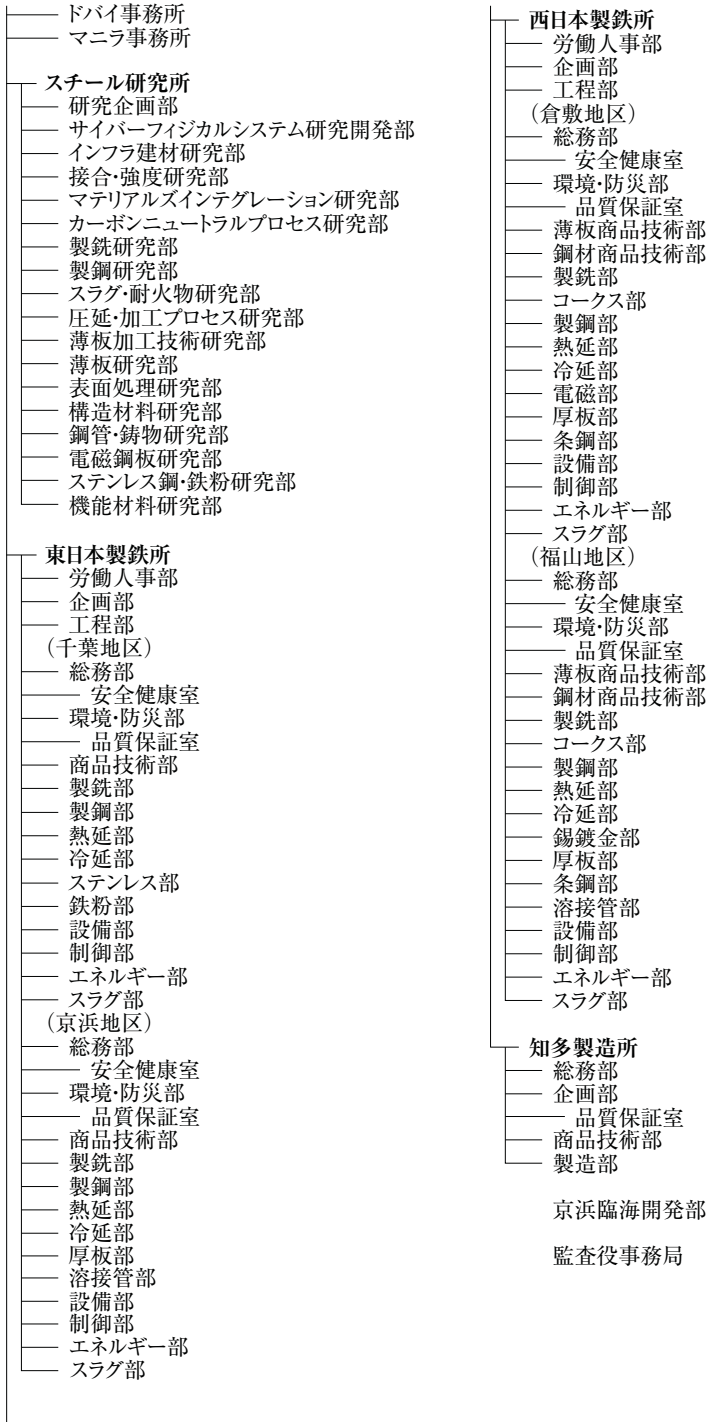 ドバイ事務所
マニラ事務所
スチール研究所
研究企画部
サイバーフィジカルシステム研究開発部
インフラ建材研究部
接合・強度研究部
マテリアルズインテグレーション研究部
カーボンニュートラルプロセス研究部
製銑研究部
製鋼研究部
スラグ・耐火物研究部
圧延・加工プロセス研究部
薄板加工技術研究部
薄板研究部
表面処理研究部
構造材料研究部
鋼管・鋳物研究部
電磁鋼板研究部
ステンレス鋼・鉄粉研究部
機能材料研究部
東日本製鉄所
労働人事部
企画部
工程部
（千葉地区）
総務部
安全健康室
環境・防災部
品質保証室
商品技術部
製銑部
製鋼部
熱延部
冷延部
ステンレス部
鉄粉部
設備部
制御部
エネルギー部
スラグ部
（京浜地区）
総務部
安全健康室
環境・防災部
品質保証室
商品技術部
製銑部
製鋼部
熱延部
冷延部
厚板部
溶接管部
設備部
制御部
エネルギー部
スラグ部
西日本製鉄所
労働人事部
企画部
工程部
（倉敷地区）
総務部
安全健康室
環境・防災部
品質保証室
薄板商品技術部
鋼材商品技術部
製銑部
コークス部
製鋼部
熱延部
冷延部
電磁部
厚板部
条鋼部
設備部
制御部
エネルギー部
スラグ部
（福山地区）
総務部
安全健康室
環境・防災部
品質保証室
薄板商品技術部
鋼材商品技術部
製銑部
コークス部
製鋼部
熱延部
冷延部
錫鍍金部
厚板部
条鋼部
溶接管部
設備部
制御部
エネルギー部
スラグ部
知多製造所
総務部
企画部
品質保証室
商品技術部
製造部
京浜臨海開発部
監査役事務局